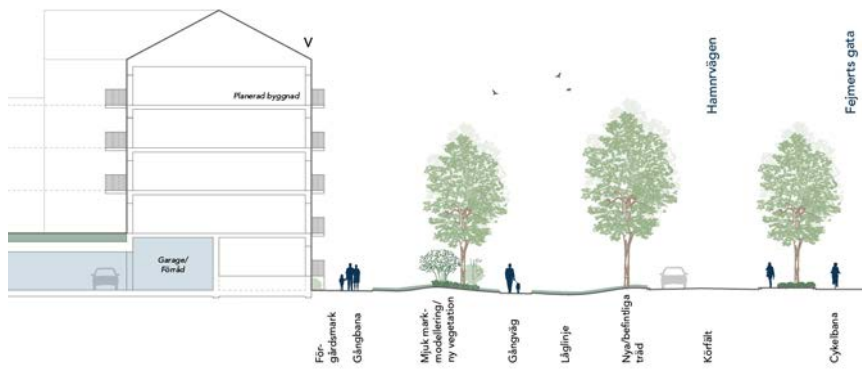 V
Planerad byggnad
Hamnrvägen
Fejmerts gata
Garage/
Förråd
För-
gårdsmark
Gångbana
Mjuk mark-
modellering/
ny vegetation
Gångväg
Låglinje
Nya/befintliga
träd
Körfält
Cykelbana